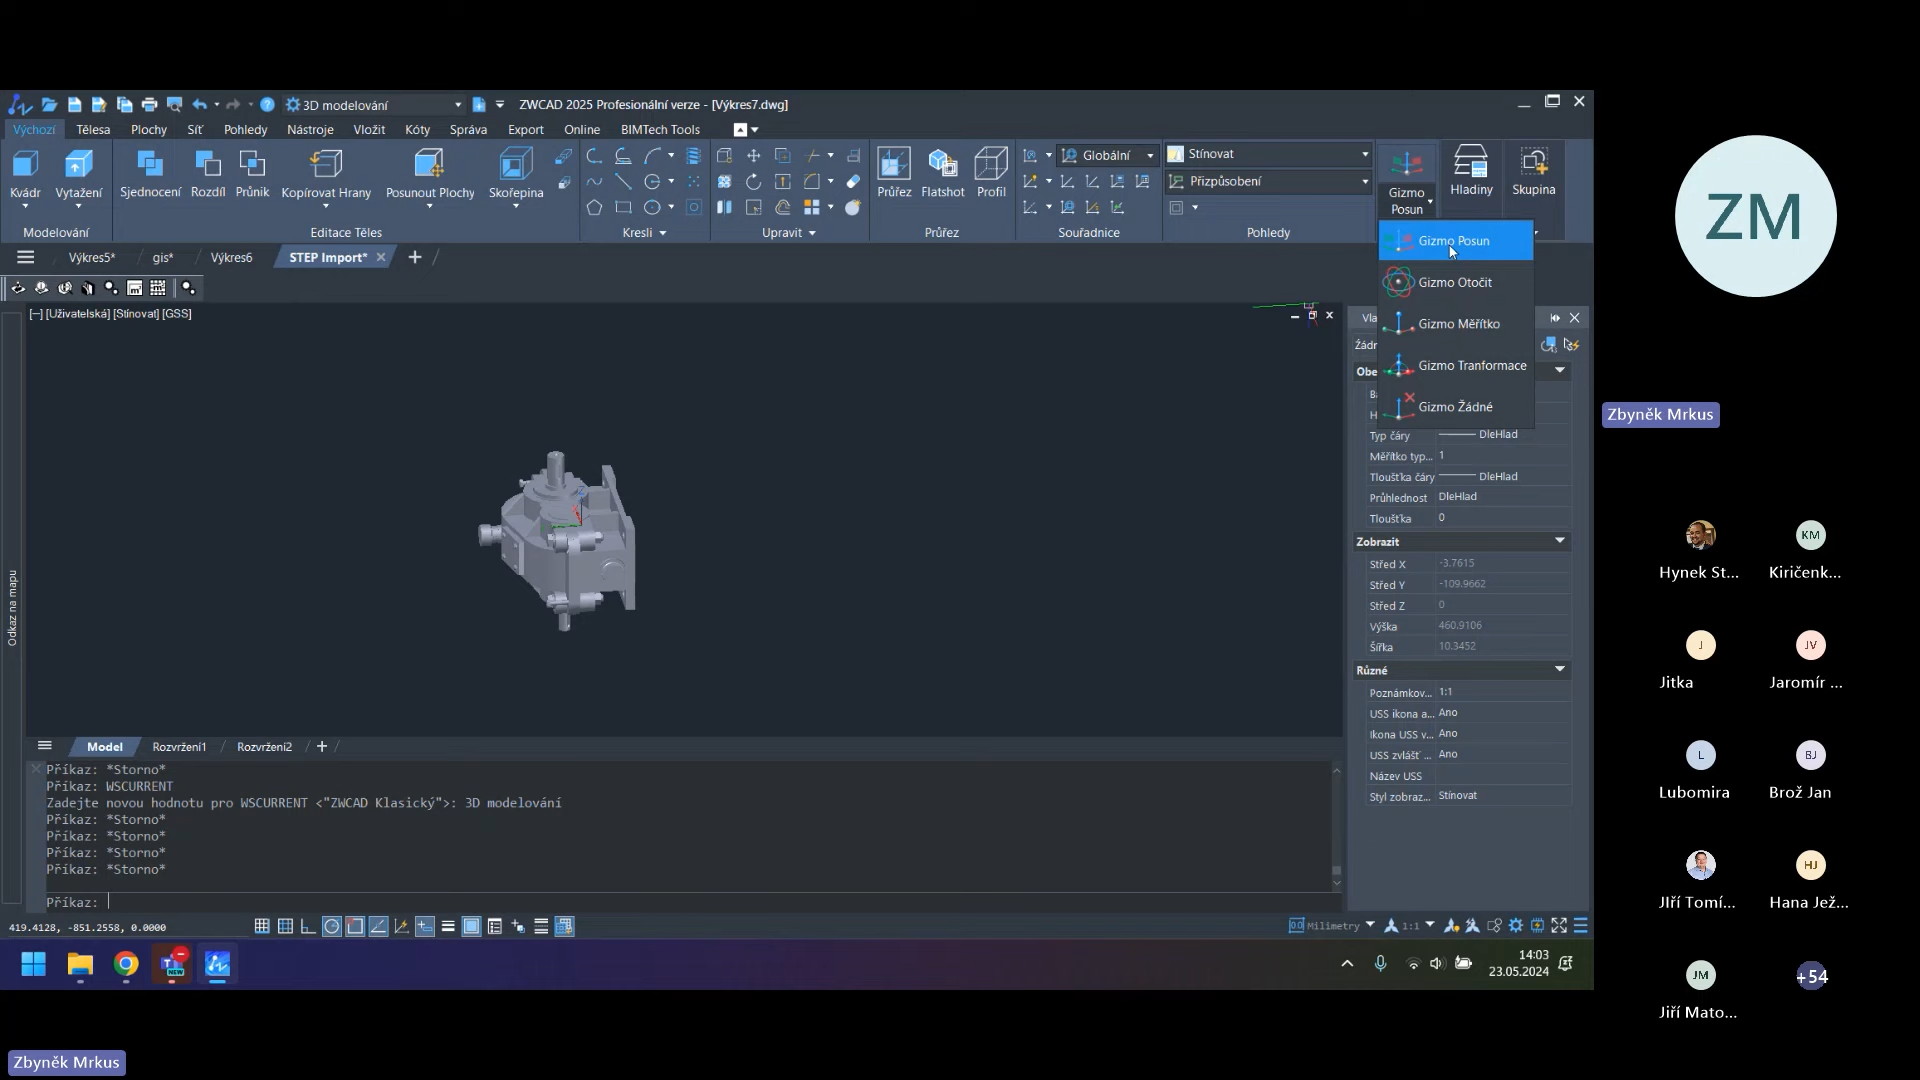 3D modelování
ZWCAD 2025 Profesionální verze - [Výkres7.dwg]
Výchozí Tělesa Plochy Síť Pohledy Nástroje Vložit Kóty Správa Export Online BIMTech Tools
Kvádr
Vytažení
Modelování
Sjednocení
Rozdíl
Průnik
Kopírovat Hrany
Posunout Plochy
Skořepina
Editace Těles
Kresli
Upravit
Průřez
Flatshot
Profil
Průřez
Globální
Souřadnice
Stínovat
Přizpůsobení
Pohledy
Gizmo
Posun
Hladiny
Skupina
Gizmo Posun
Gizmo Otočit
Gizmo Měřítko
Gizmo Tranformace
Gizmo Žádné
Výkres5*
gis*
Výkres6
STEP Import*
[—] [Uživatelská] [Stínovat] [GSS]
Odkaz na mapu
Z
Typ čáry DleHlad
Měřítko typ... 1
Tloušťka čáry DleHlad
Průhlednost DleHlad
Tloušťka 0
Zobrazit
Střed X -3.7615
Střed Y -109.9662
Střed Z 0
Výška 460.9106
Šířka 10.3452
Různé
Poznámkov... 1:1
USS ikona a... Ano
Ikona USS v... Ano
USS zvlášť ... Ano
Název USS
Styl zobraz... Stínovat
Model
Rozvržení1
Rozvržení2
Příkaz: *Storno*
Příkaz: WSCURRENT
Zadejte novou hodnotu pro WSCURRENT <"ZWCAD Klasický">: 3D modelování
Příkaz: *Storno*
Příkaz: *Storno*
Příkaz: *Storno*
Příkaz: *Storno*
Příkaz:
419.4128, -851.2558, 0.0000
Milimetry
1:1
NEW
14:03
23.05.2024
ZM
Zbyněk Mrkus
Hynek St...
KM
Kiričenk...
J
Jitka
JV
Jaromír ...
L
Lubomira
BJ
Brož Jan
JIří Tomí...
HJ
Hana Jež...
JM
Jiří Mato...
+54
Zbyněk Mrkus